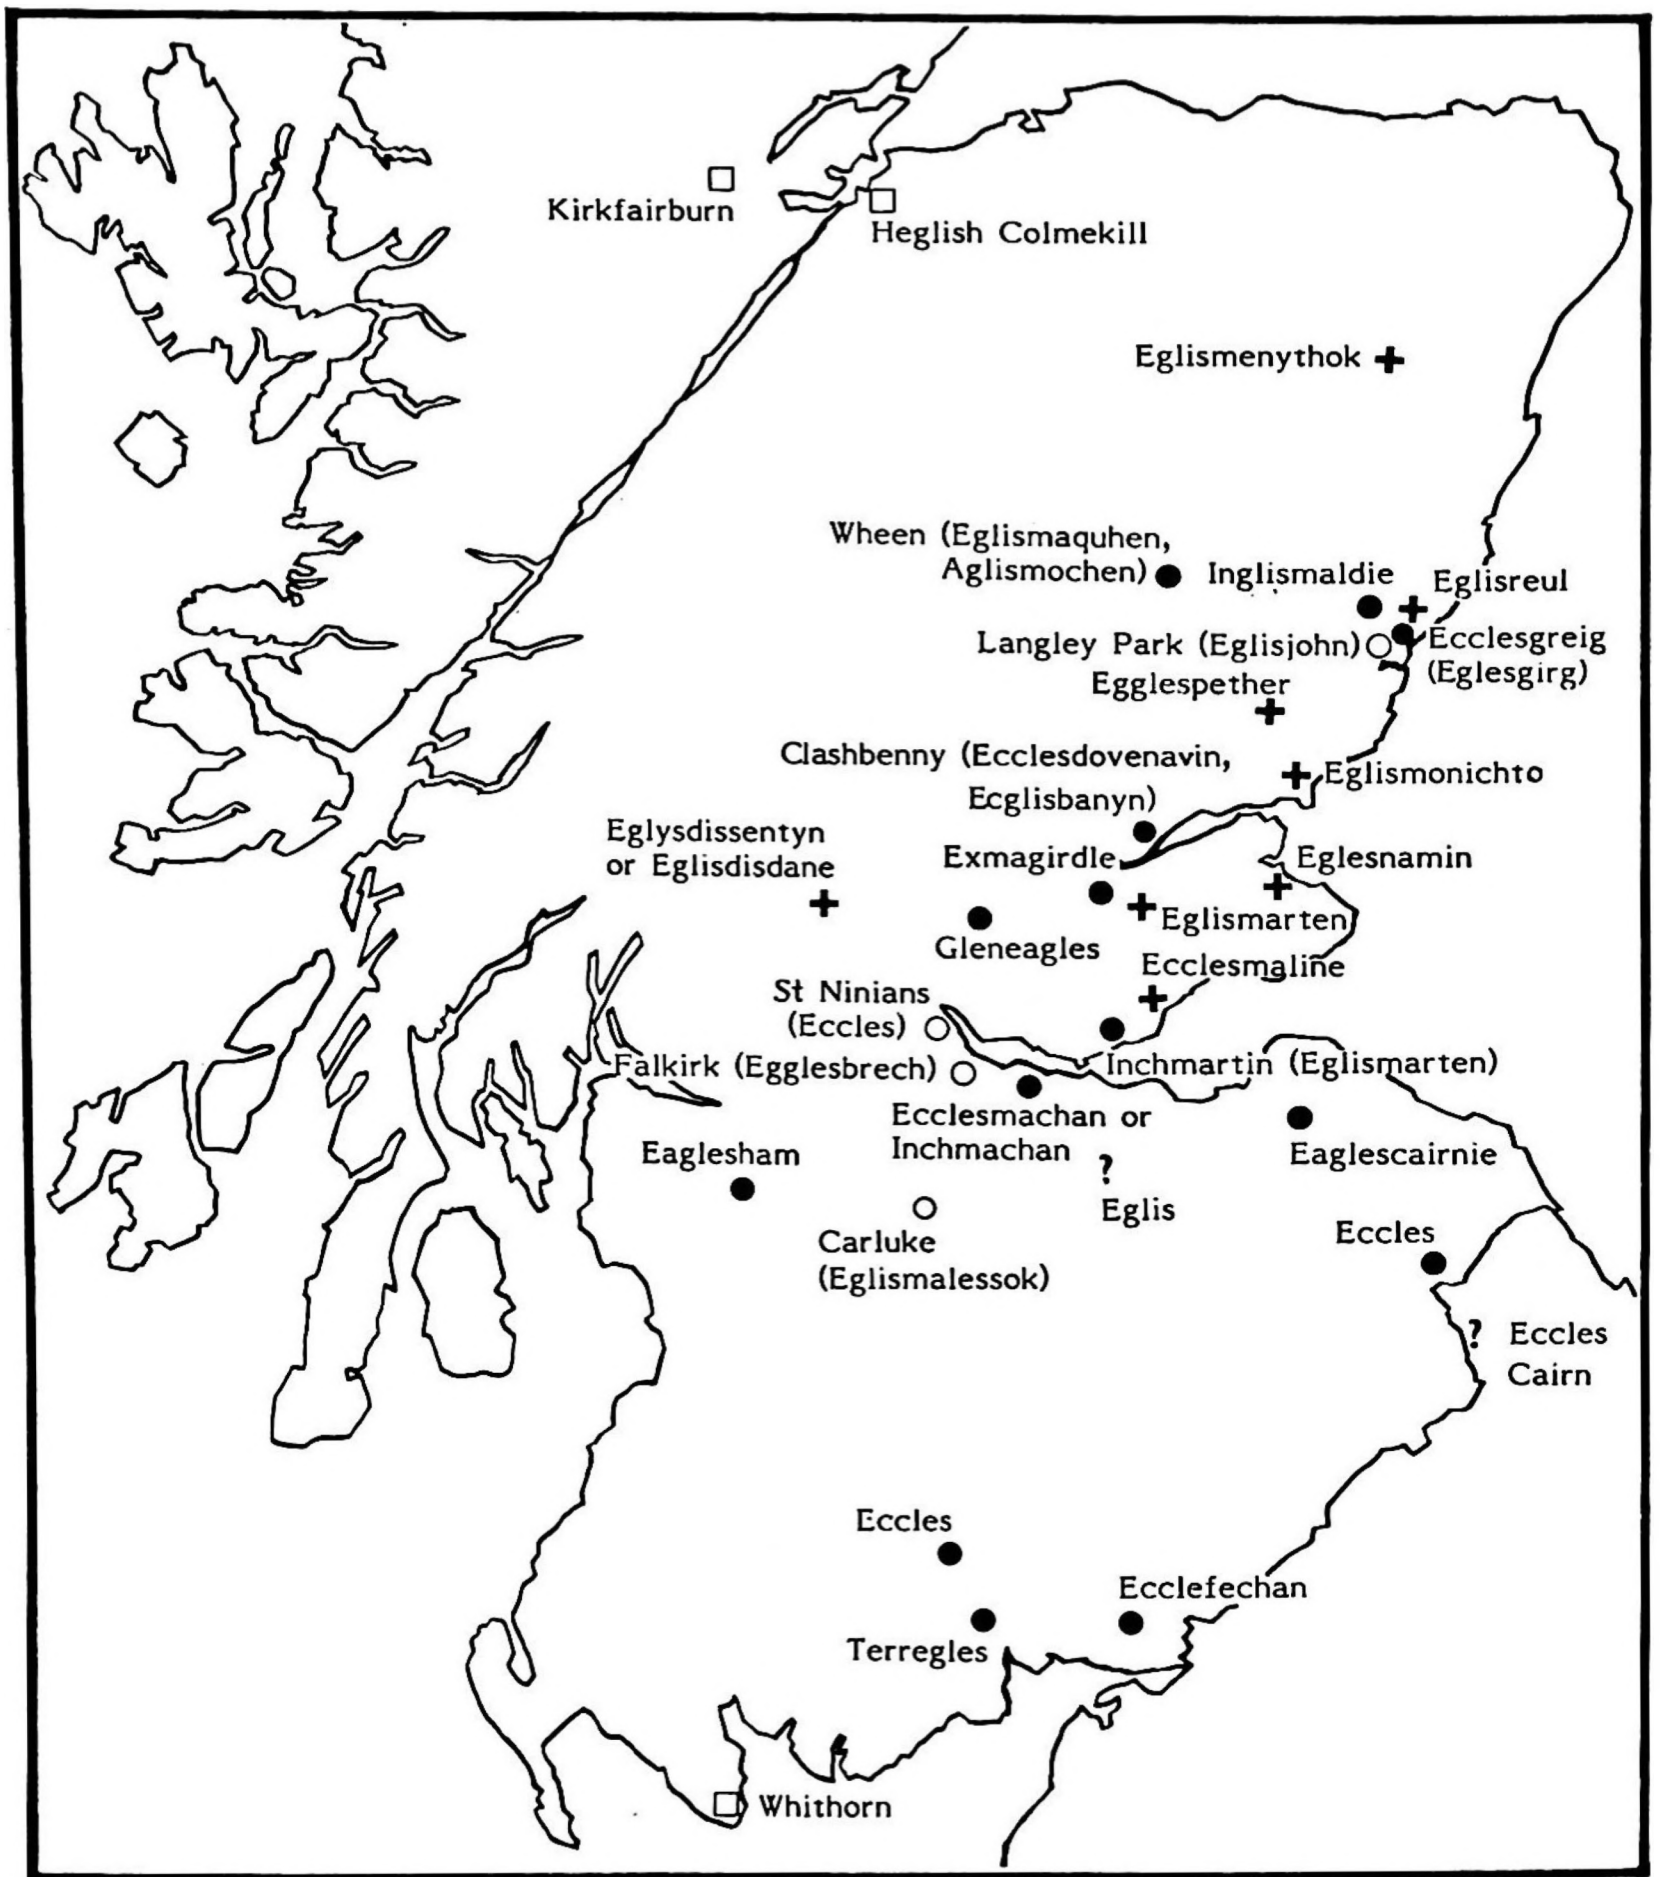 Kirkfairburn
Heglish Colmekill
Eglismenythok
Wheen (Eglismaquhen,
Aglismochen)
Inglismaldie
Eglisreul
Langley Park (Eglisjohn)
Ecclesgreig
(Eglesgirg)
Egglespether
Clashbenny (Ecclesdovenavin,
Ecglisbanyn)
Eglismonichto
Eglysdissentyn
or Eglisdisdane
Exmagirdle
Eglesnamin
Eglismarten
Gleneagles
Ecclesmaline
St Ninians
(Eccles)
Falkirk (Egglesbrech)
Inchmartin (Eglismarten)
Ecclesmachan or
Inchmachan
Eaglesham
?
Eglis
Eaglescairnie
Carluke
(Eglismalessok)
Eccles
? Eccles
Cairn
Eccles
Ecclefechan
Terregles
Whithorn